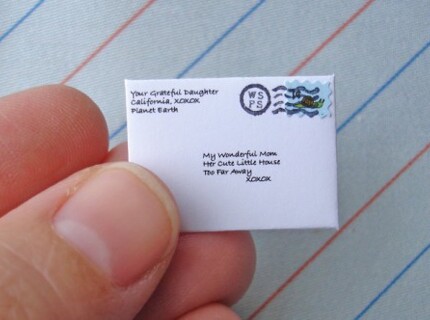 Your Grateful Daughter
California, XOXOX
Planet Earth
WS
PS
My Wonderful Mom
Her Cute Little House
Too Far Away
XOXOX